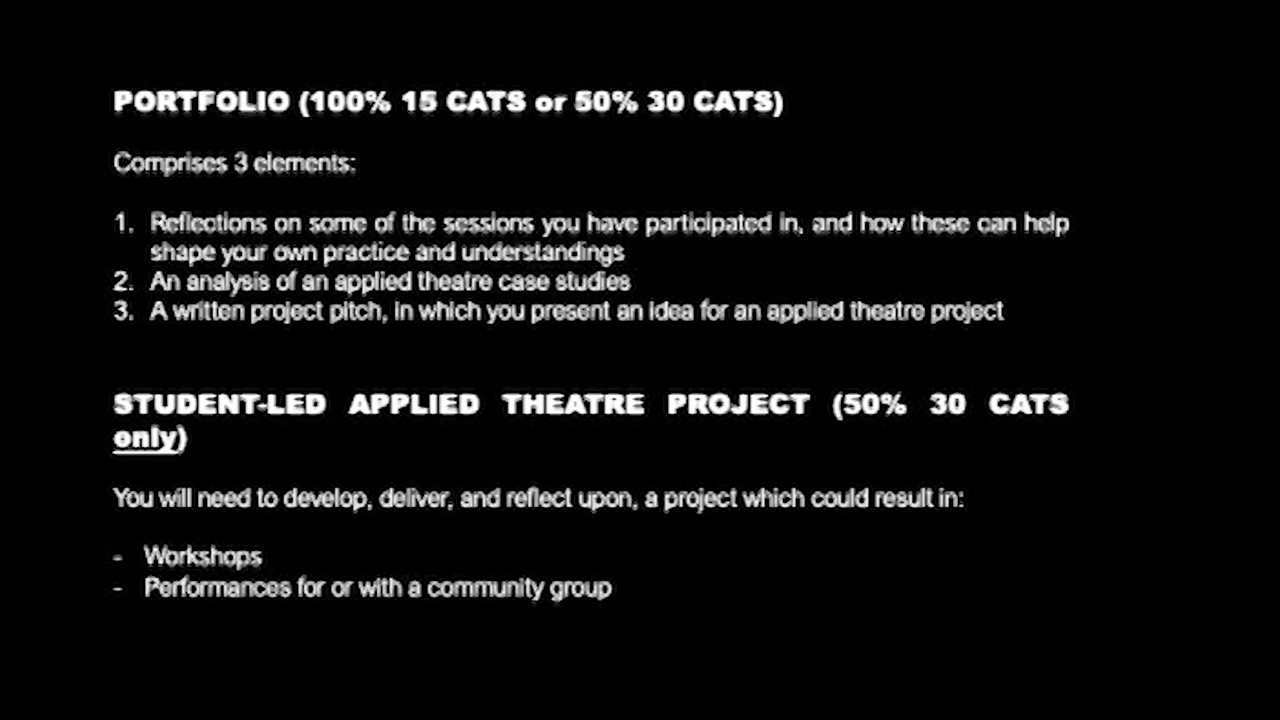 PORTFOLIO (100% 15 CATS or 50% 30 CATS)
Comprises 3 elements:
1. Reflections on some of the sessions you have participated in, and how these can help
shape your own practice and understandings
2. An analysis of an applied theatre case studies
3. A written project pitch, in which you present an idea for an applied theatre project
STUDENT-LED APPLIED THEATRE PROJECT (50% 30 CATS
only)
You will need to develop, deliver, and reflect upon, a project which could result in:
- Workshops
- Performances for or with a community group